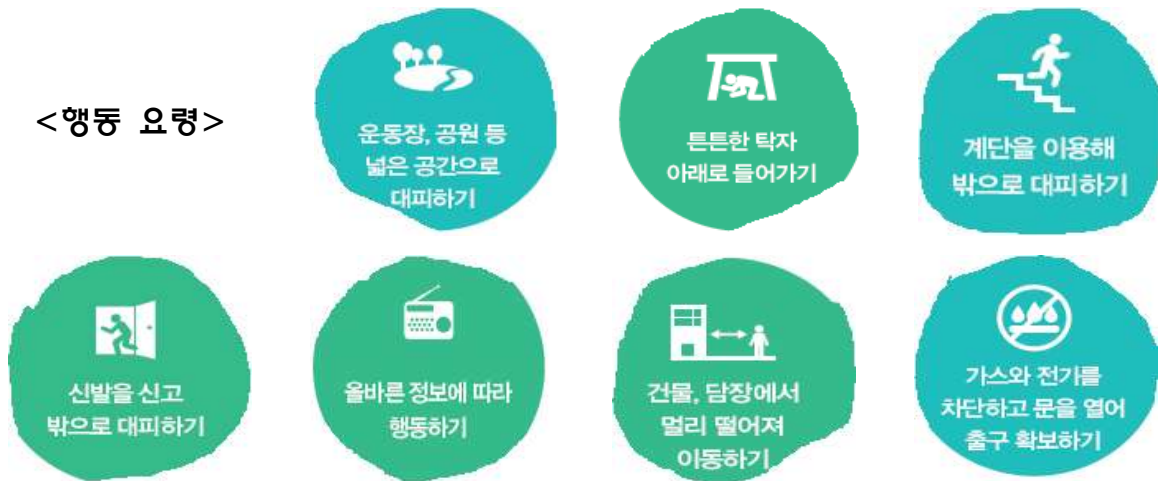 <행동 요령>
운동장, 공원 등
넓은 공간으로
대피하기
튼튼한 탁자
아래로 들어가기
계단을 이용해
밖으로 대피하기
신발을 신고
밖으로 대피하기
올바른 정보에 따라
행동하기
건물, 담장에서
멀리 떨어져
이동하기
가스와 전기를
차단하고 문을 열어
출구 확보하기